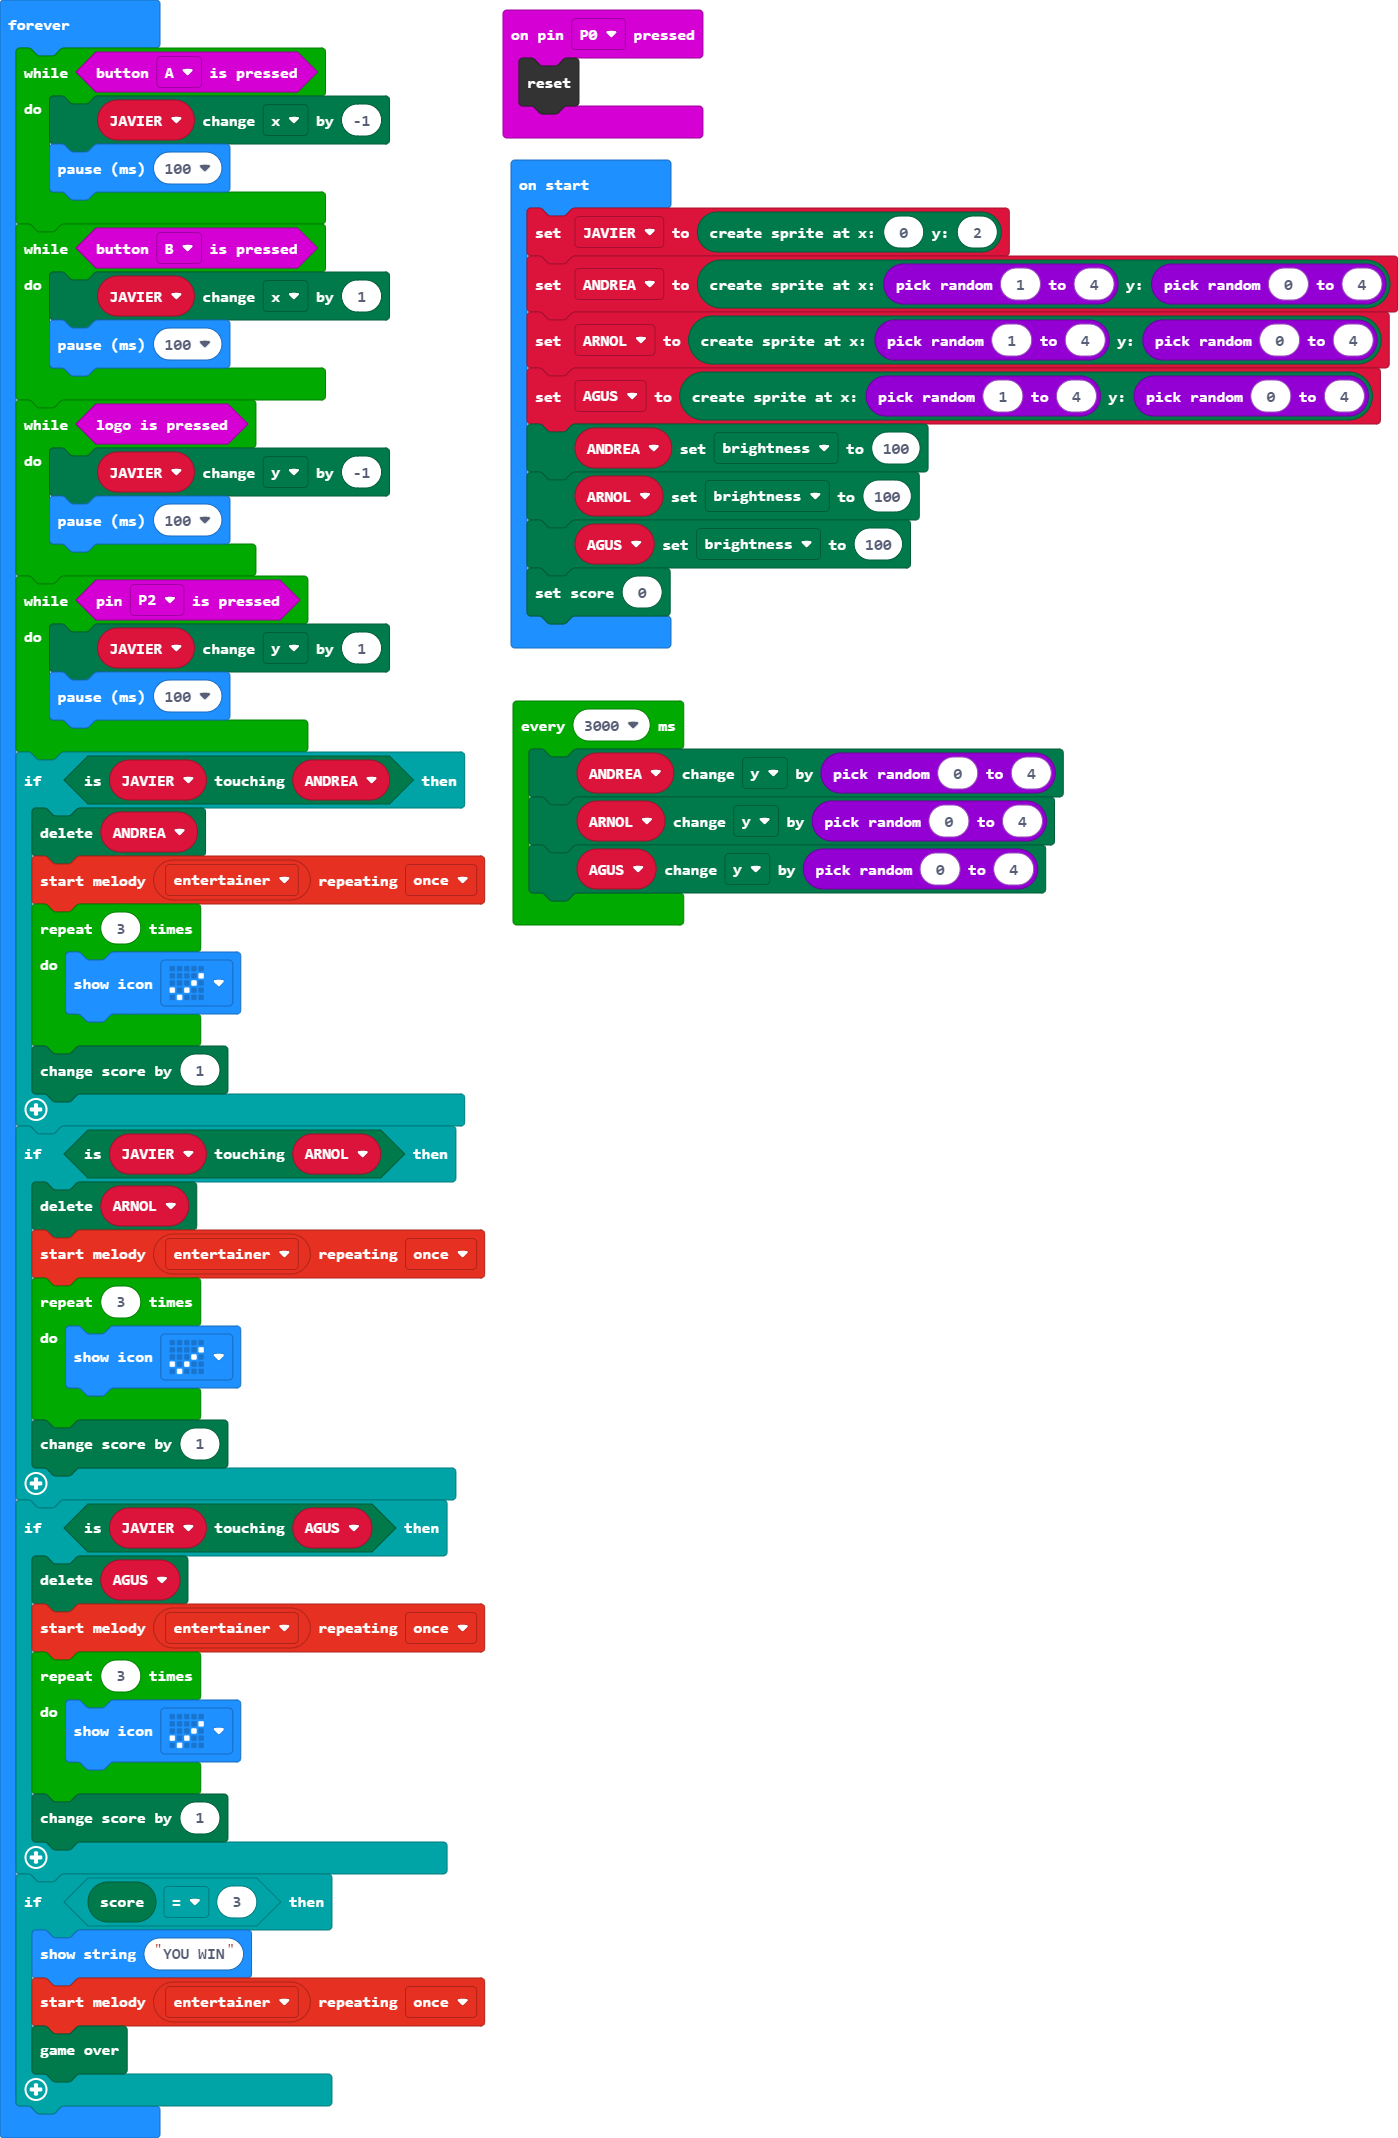 forever
while button A is pressed
do JAVIER change x by -1
pause (ms) 100
while button B is pressed
do JAVIER change x by 1
pause (ms) 100
while logo is pressed
do JAVIER change y by -1
pause (ms) 100
while pin P2 is pressed
do JAVIER change y by 1
pause (ms) 100
if is JAVIER touching ANDREA then
delete ANDREA
start melody entertainer repeating once
repeat 3 times
do show icon
change score by 1
if is JAVIER touching ARNOL then
delete ARNOL
start melody entertainer repeating once
repeat 3 times
do show icon
change score by 1
if is JAVIER touching AGUS then
delete AGUS
start melody entertainer repeating once
repeat 3 times
do show icon
change score by 1
if score = 3 then
show string "YOU WIN"
start melody entertainer repeating once
game over
on pin P0 pressed
reset
on start
set JAVIER to create sprite at x: 0 y: 2
set ANDREA to create sprite at x: pick random 1 to 4 y: pick random 0 to 4
set ARNOL to create sprite at x: pick random 1 to 4 y: pick random 0 to 4
set AGUS to create sprite at x: pick random 1 to 4 y: pick random 0 to 4
ANDREA set brightness to 100
ARNOL set brightness to 100
AGUS set brightness to 100
set score 0
every 3000 ms
ANDREA change y by pick random 0 to 4
ARNOL change y by pick random 0 to 4
AGUS change y by pick random 0 to 4